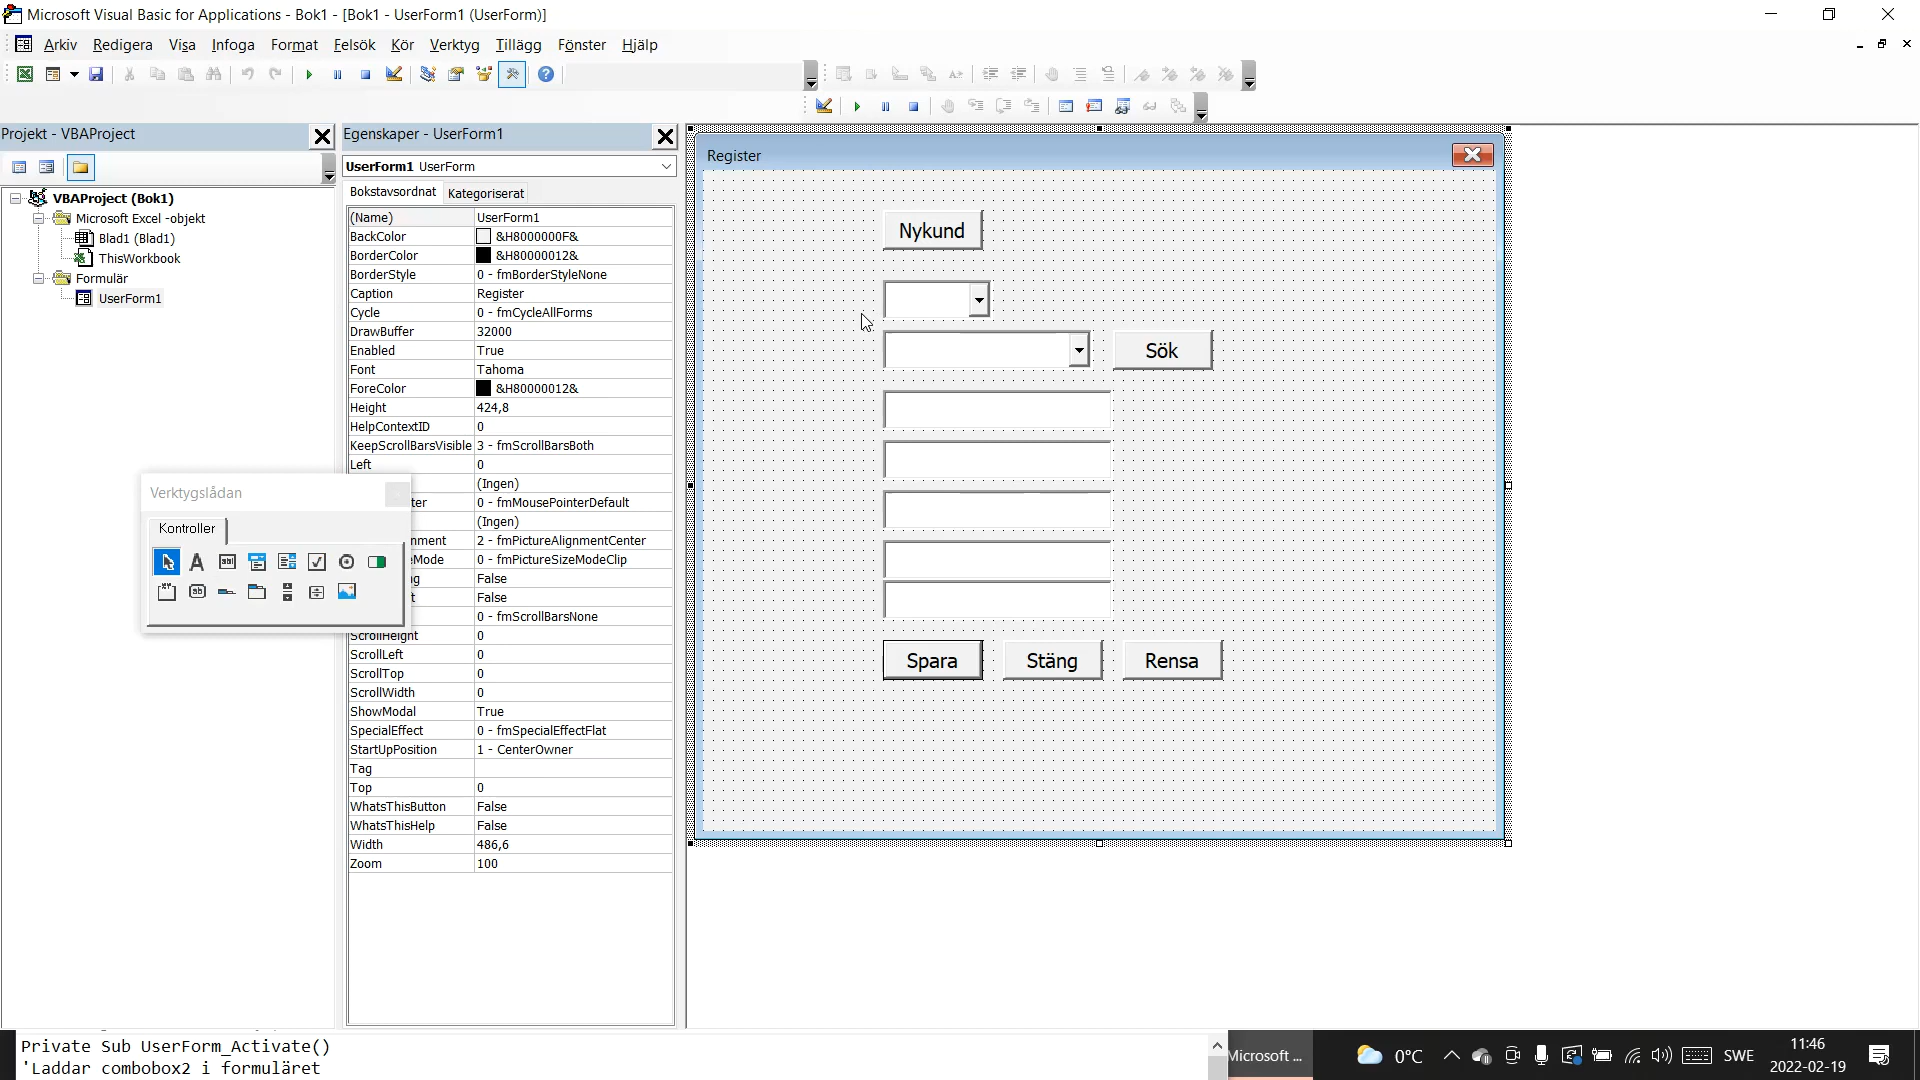 Microsoft Visual Basic for Applications - Bok1 - [Bok1 - UserForm1 (UserForm)]
Arkiv Redigera Visa Infoga Format Felsök Kör Verktyg Tillägg Fönster Hjälp
Projekt - VBAProject
VBAProject (Bok1)
Microsoft Excel -objekt
Blad1 (Blad1)
ThisWorkbook
Formulär
UserForm1
Verktygslådan
Kontroller
Egenskaper - UserForm1
UserForm1 UserForm
Bokstavsordnat Kategoriserat
(Name) UserForm1
BackColor &H8000000F&
BorderColor &H80000012&
BorderStyle 0 - fmBorderStyleNone
Caption Register
Cycle 0 - fmCycleAllForms
DrawBuffer 32000
Enabled True
Font Tahoma
ForeColor &H80000012&
Height 424,8
HelpContextID 0
KeepScrollBarsVisible 3 - fmScrollBarsBoth
Left 0
(Ingen)
ter 0 - fmMousePointerDefault
(Ingen)
nment 2 - fmPictureAlignmentCenter
eMode 0 - fmPictureSizeModeClip
g False
t False
0 - fmScrollBarsNone
ScrollHeight 0
ScrollLeft 0
ScrollTop 0
ScrollWidth 0
ShowModal True
SpecialEffect 0 - fmSpecialEffectFlat
StartUpPosition 1 - CenterOwner
Tag
Top 0
WhatsThisButton False
WhatsThisHelp False
Width 486,6
Zoom 100
Register
Nykund
Sök
Spara Stäng Rensa
Private Sub UserForm_Activate()
'Laddar combobox2 i formuläret
Microsoft ...
0°C
SWE
11:46
2022-02-19